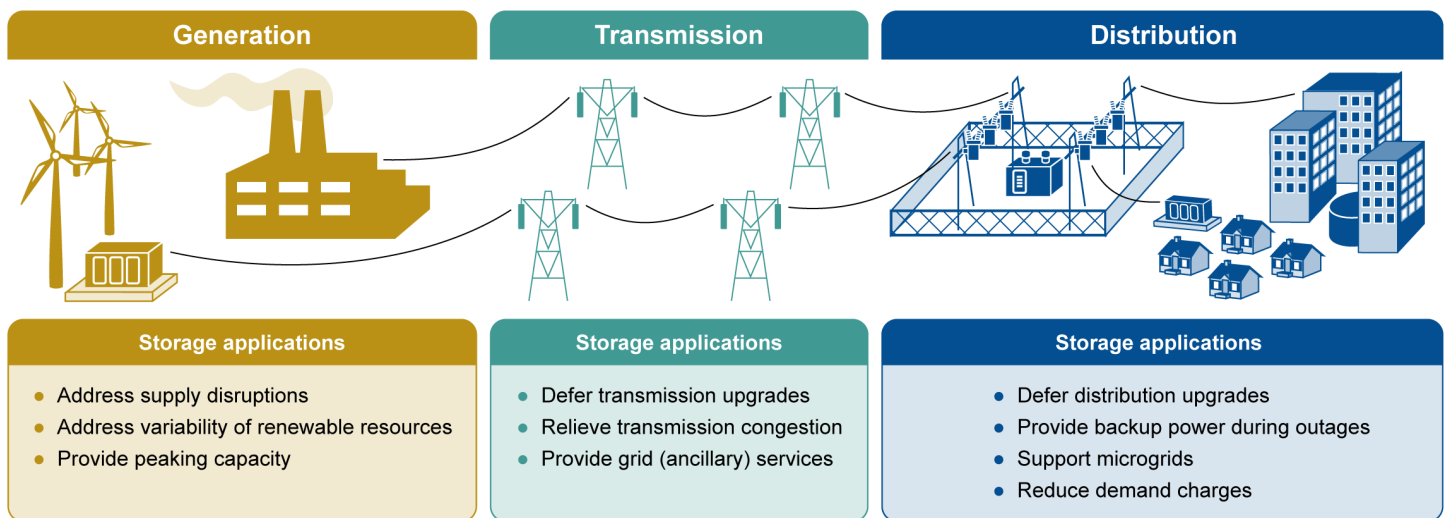 Generation
Transmission
Distribution
Storage applications
● Address supply disruptions
● Address variability of renewable resources
● Provide peaking capacity
Storage applications
● Defer transmission upgrades
● Relieve transmission congestion
● Provide grid (ancillary) services
Storage applications
● Defer distribution upgrades
● Provide backup power during outages
● Support microgrids
● Reduce demand charges